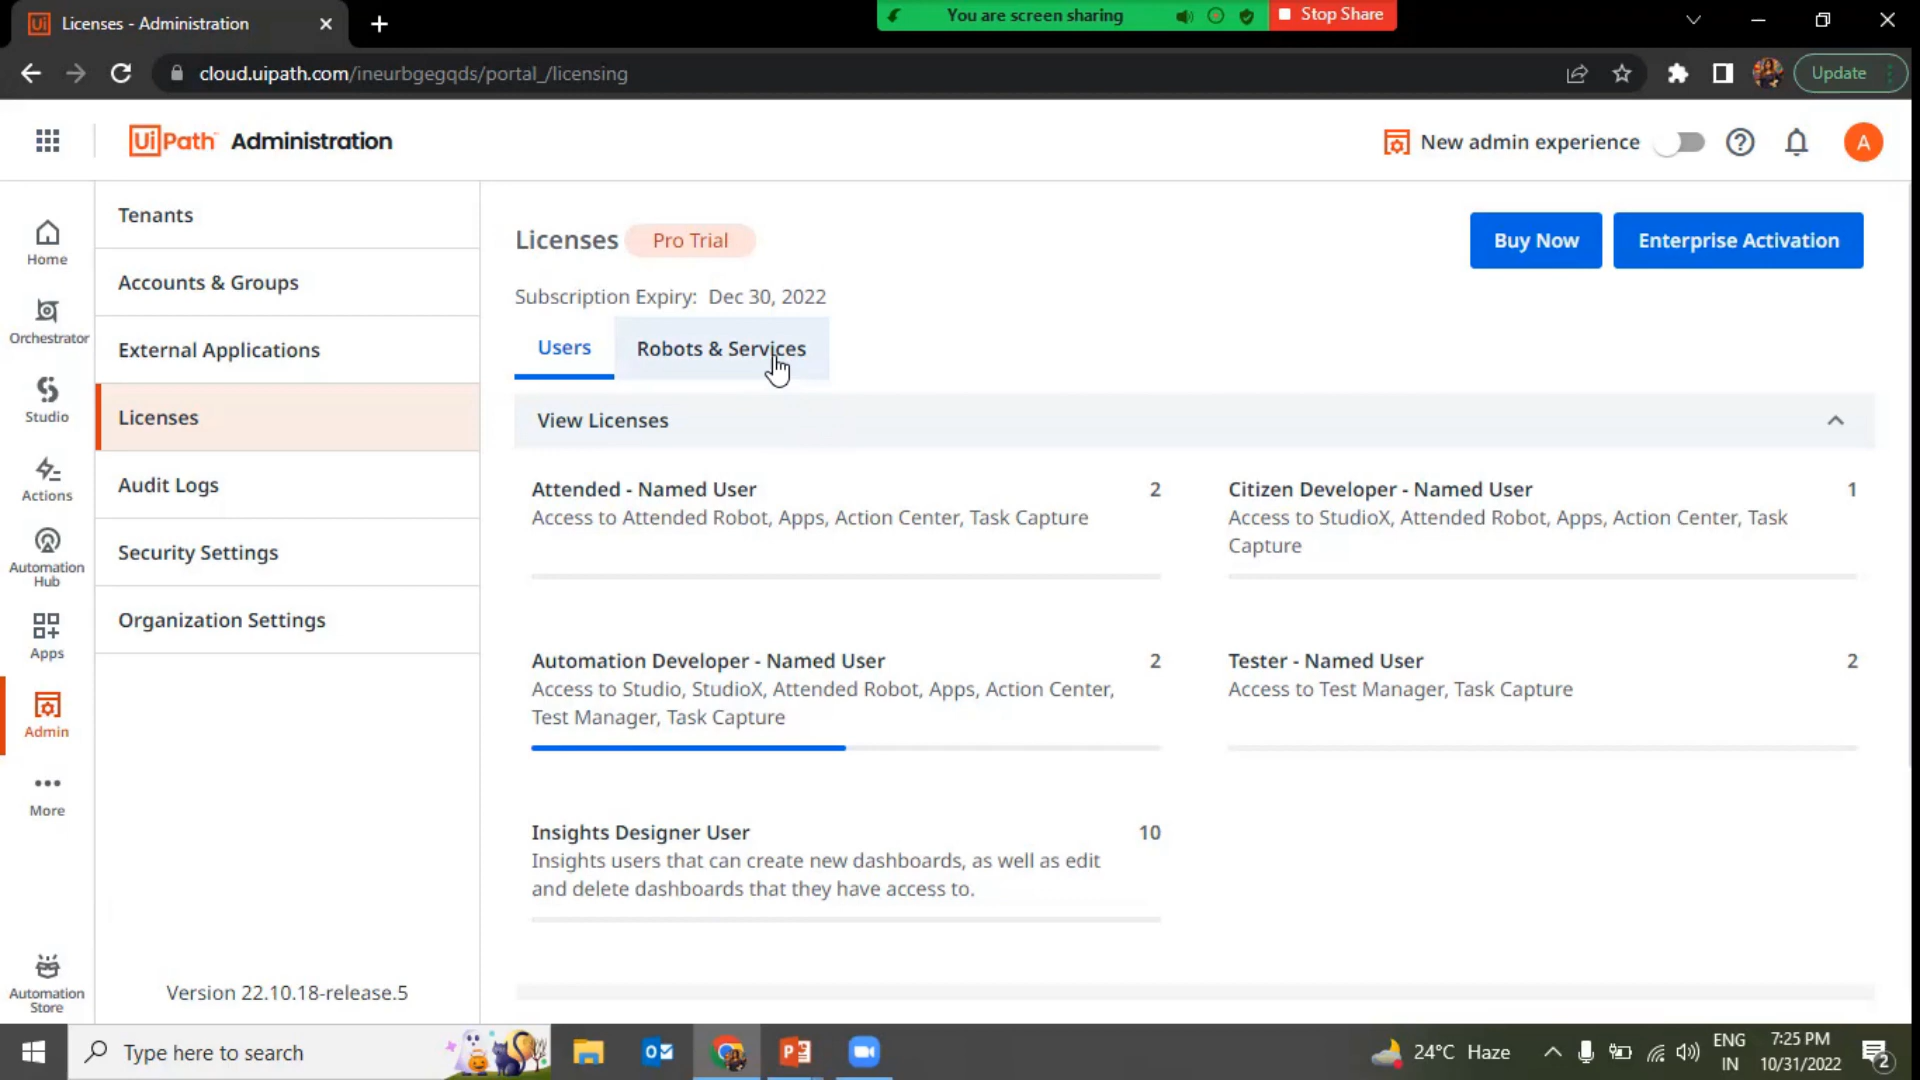 Licenses - Administration
You are screen sharing
Stop Share
cloud.uipath.com/ineurbgegqds/portal_/licensing
Update
UiPath Administration
New admin experience
A
Home
Orchestrator
Studio
Actions
Automation
Hub
Apps
Admin
More
Automation
Store
Tenants
Accounts & Groups
External Applications
Licenses
Audit Logs
Security Settings
Organization Settings
Version 22.10.18-release.5
Licenses Pro Trial
Buy Now
Enterprise Activation
Subscription Expiry: Dec 30, 2022
Users
Robots & Services
View Licenses
Attended - Named User 2
Access to Attended Robot, Apps, Action Center, Task Capture
Citizen Developer - Named User 1
Access to StudioX, Attended Robot, Apps, Action Center, Task
Capture
Automation Developer - Named User 2
Access to Studio, StudioX, Attended Robot, Apps, Action Center,
Test Manager, Task Capture
Tester - Named User 2
Access to Test Manager, Task Capture
Insights Designer User 10
Insights users that can create new dashboards, as well as edit
and delete dashboards that they have access to.
Type here to search
24°C Haze
ENG
IN
7:25 PM
10/31/2022
2